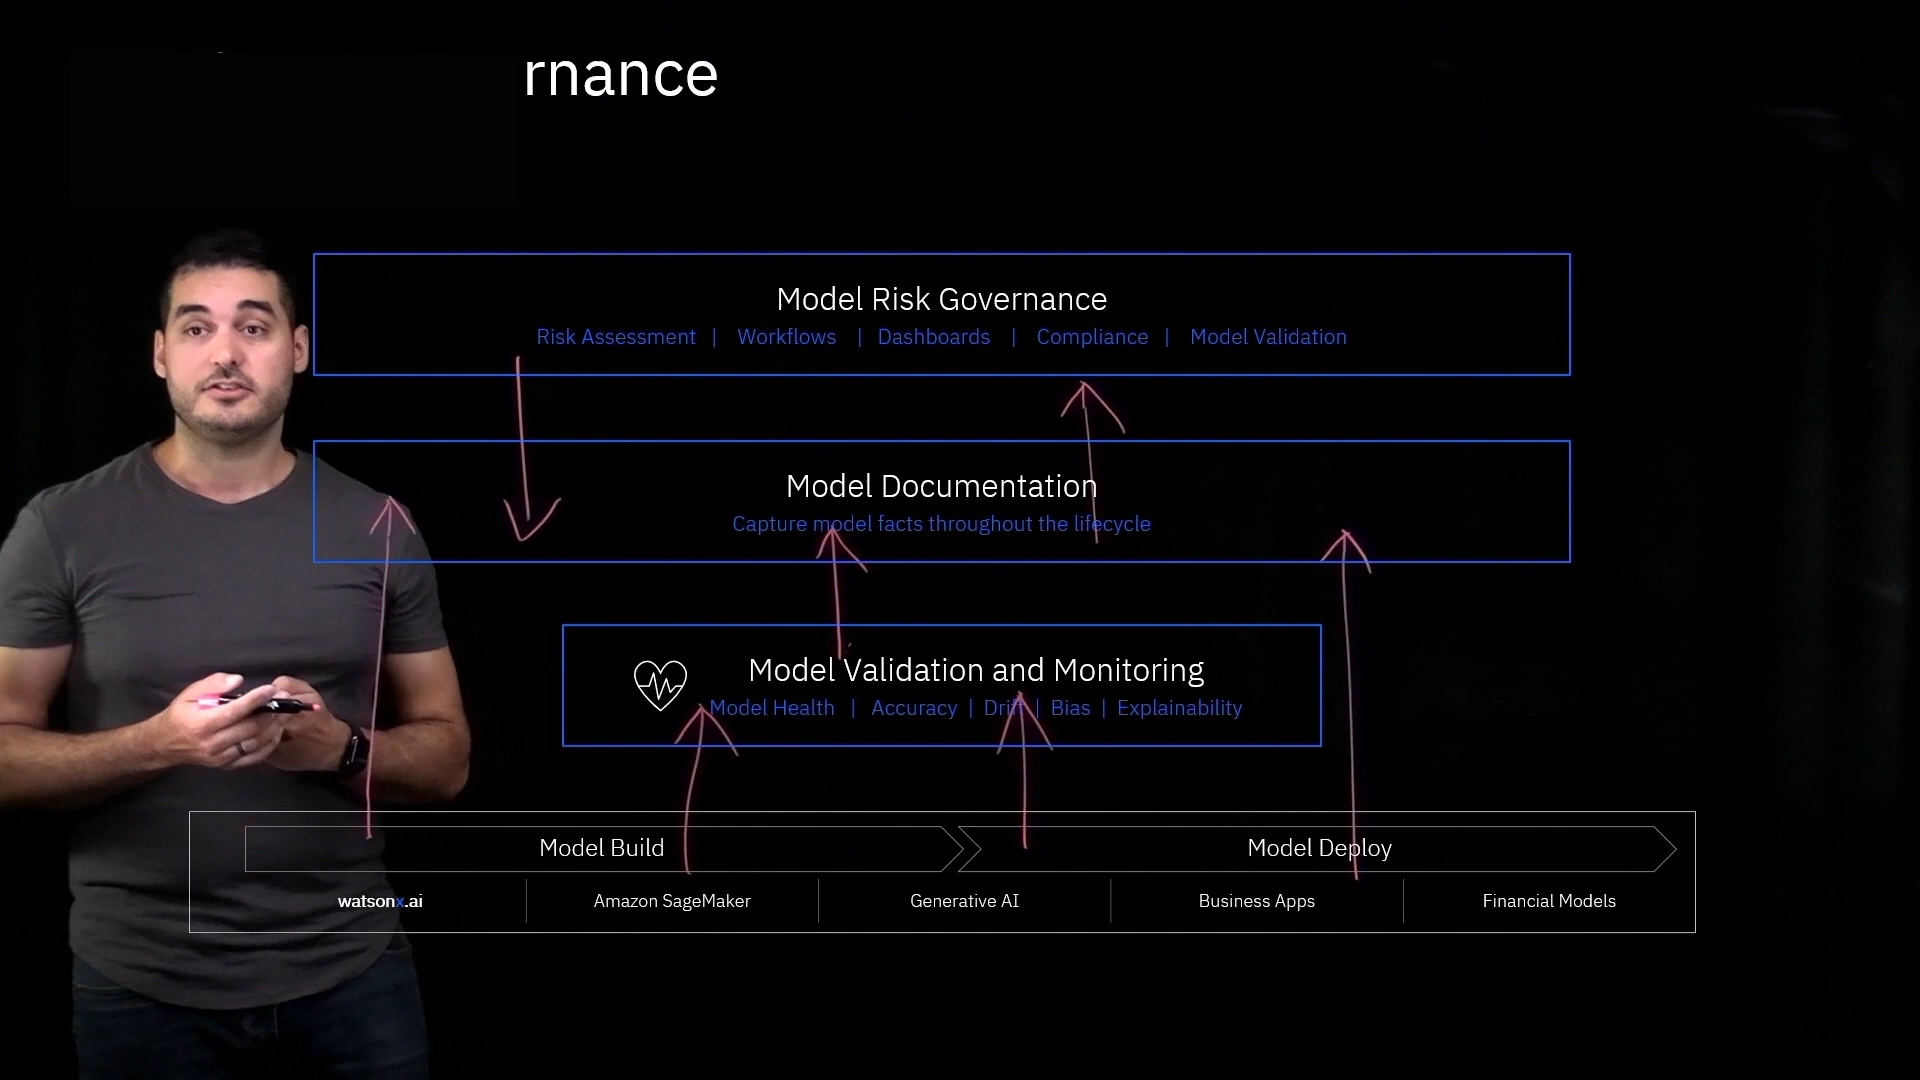 rnance
Model Risk Governance
Risk Assessment | Workflows | Dashboards | Compliance | Model Validation
Model Documentation
Capture model facts throughout the lifecycle
Model Validation and Monitoring
Model Health | Accuracy | Drift | Bias | Explainability
Model Build
Model Deploy
watsonx.ai
Amazon SageMaker
Generative AI
Business Apps
Financial Models